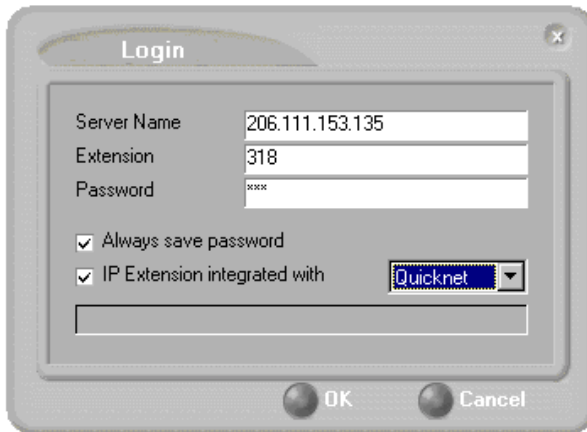 Login
Server Name 206.111.153.135
Extension 318
Password ***
Always save password
IP Extension integrated with Quicknet
OK Cancel